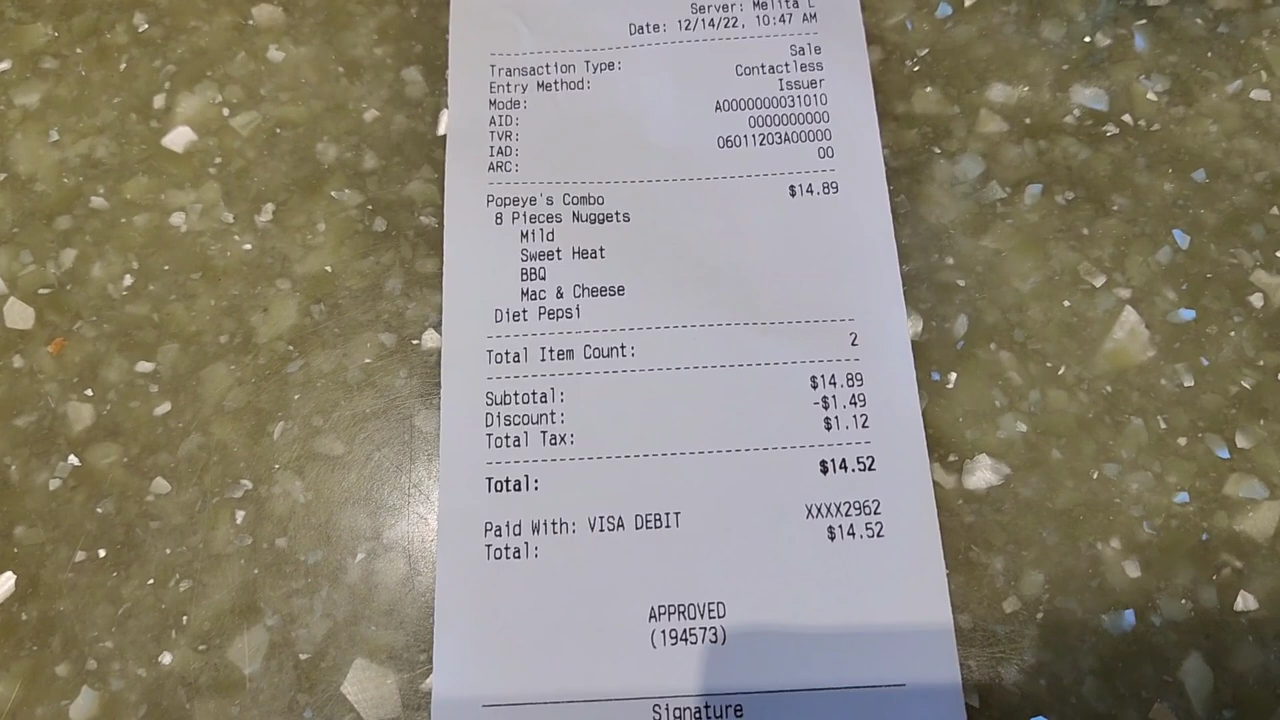 Server: Melita L
Date: 12/14/22, 10:47 AM
Transaction Type: Sale
Entry Method: Contactless
Mode: Issuer
AID: A0000000031010
TVR: 0000000000
IAD: 06011203A00000
ARC: 00
Popeye's Combo $14.89
8 Pieces Nuggets
Mild
Sweet Heat
BBQ
Mac & Cheese
Diet Pepsi
Total Item Count: 2
Subtotal: $14.89
Discount: -$1.49
Total Tax: $1.12
Total: $14.52
Paid With: VISA DEBIT XXXX2962
Total: $14.52
APPROVED
(194573)
Signature